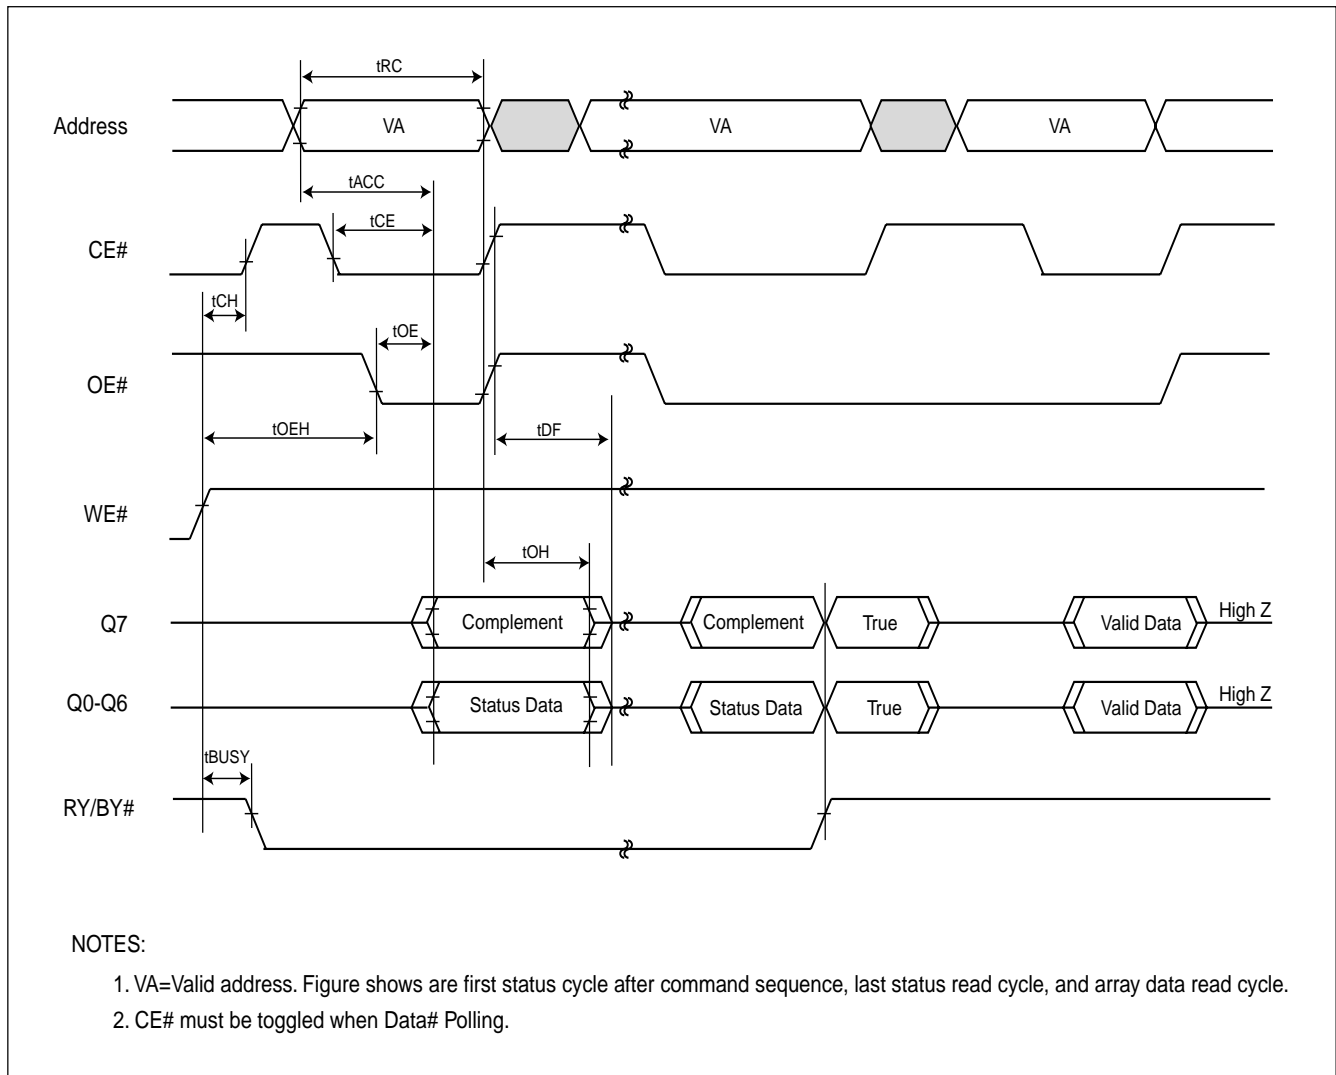 tRC
Address
VA
VA
VA
tACC
tCE
CE#
tCH
tOE
OE#
tOEH
tDF
WE#
tOH
Q7
Complement
Complement
True
Valid Data
High Z
Q0-Q6
Status Data
Status Data
True
Valid Data
High Z
tBUSY
RY/BY#
NOTES:
1. VA=Valid address. Figure shows are first status cycle after command sequence, last status read cycle, and array data read cycle.
2. CE# must be toggled when Data# Polling.